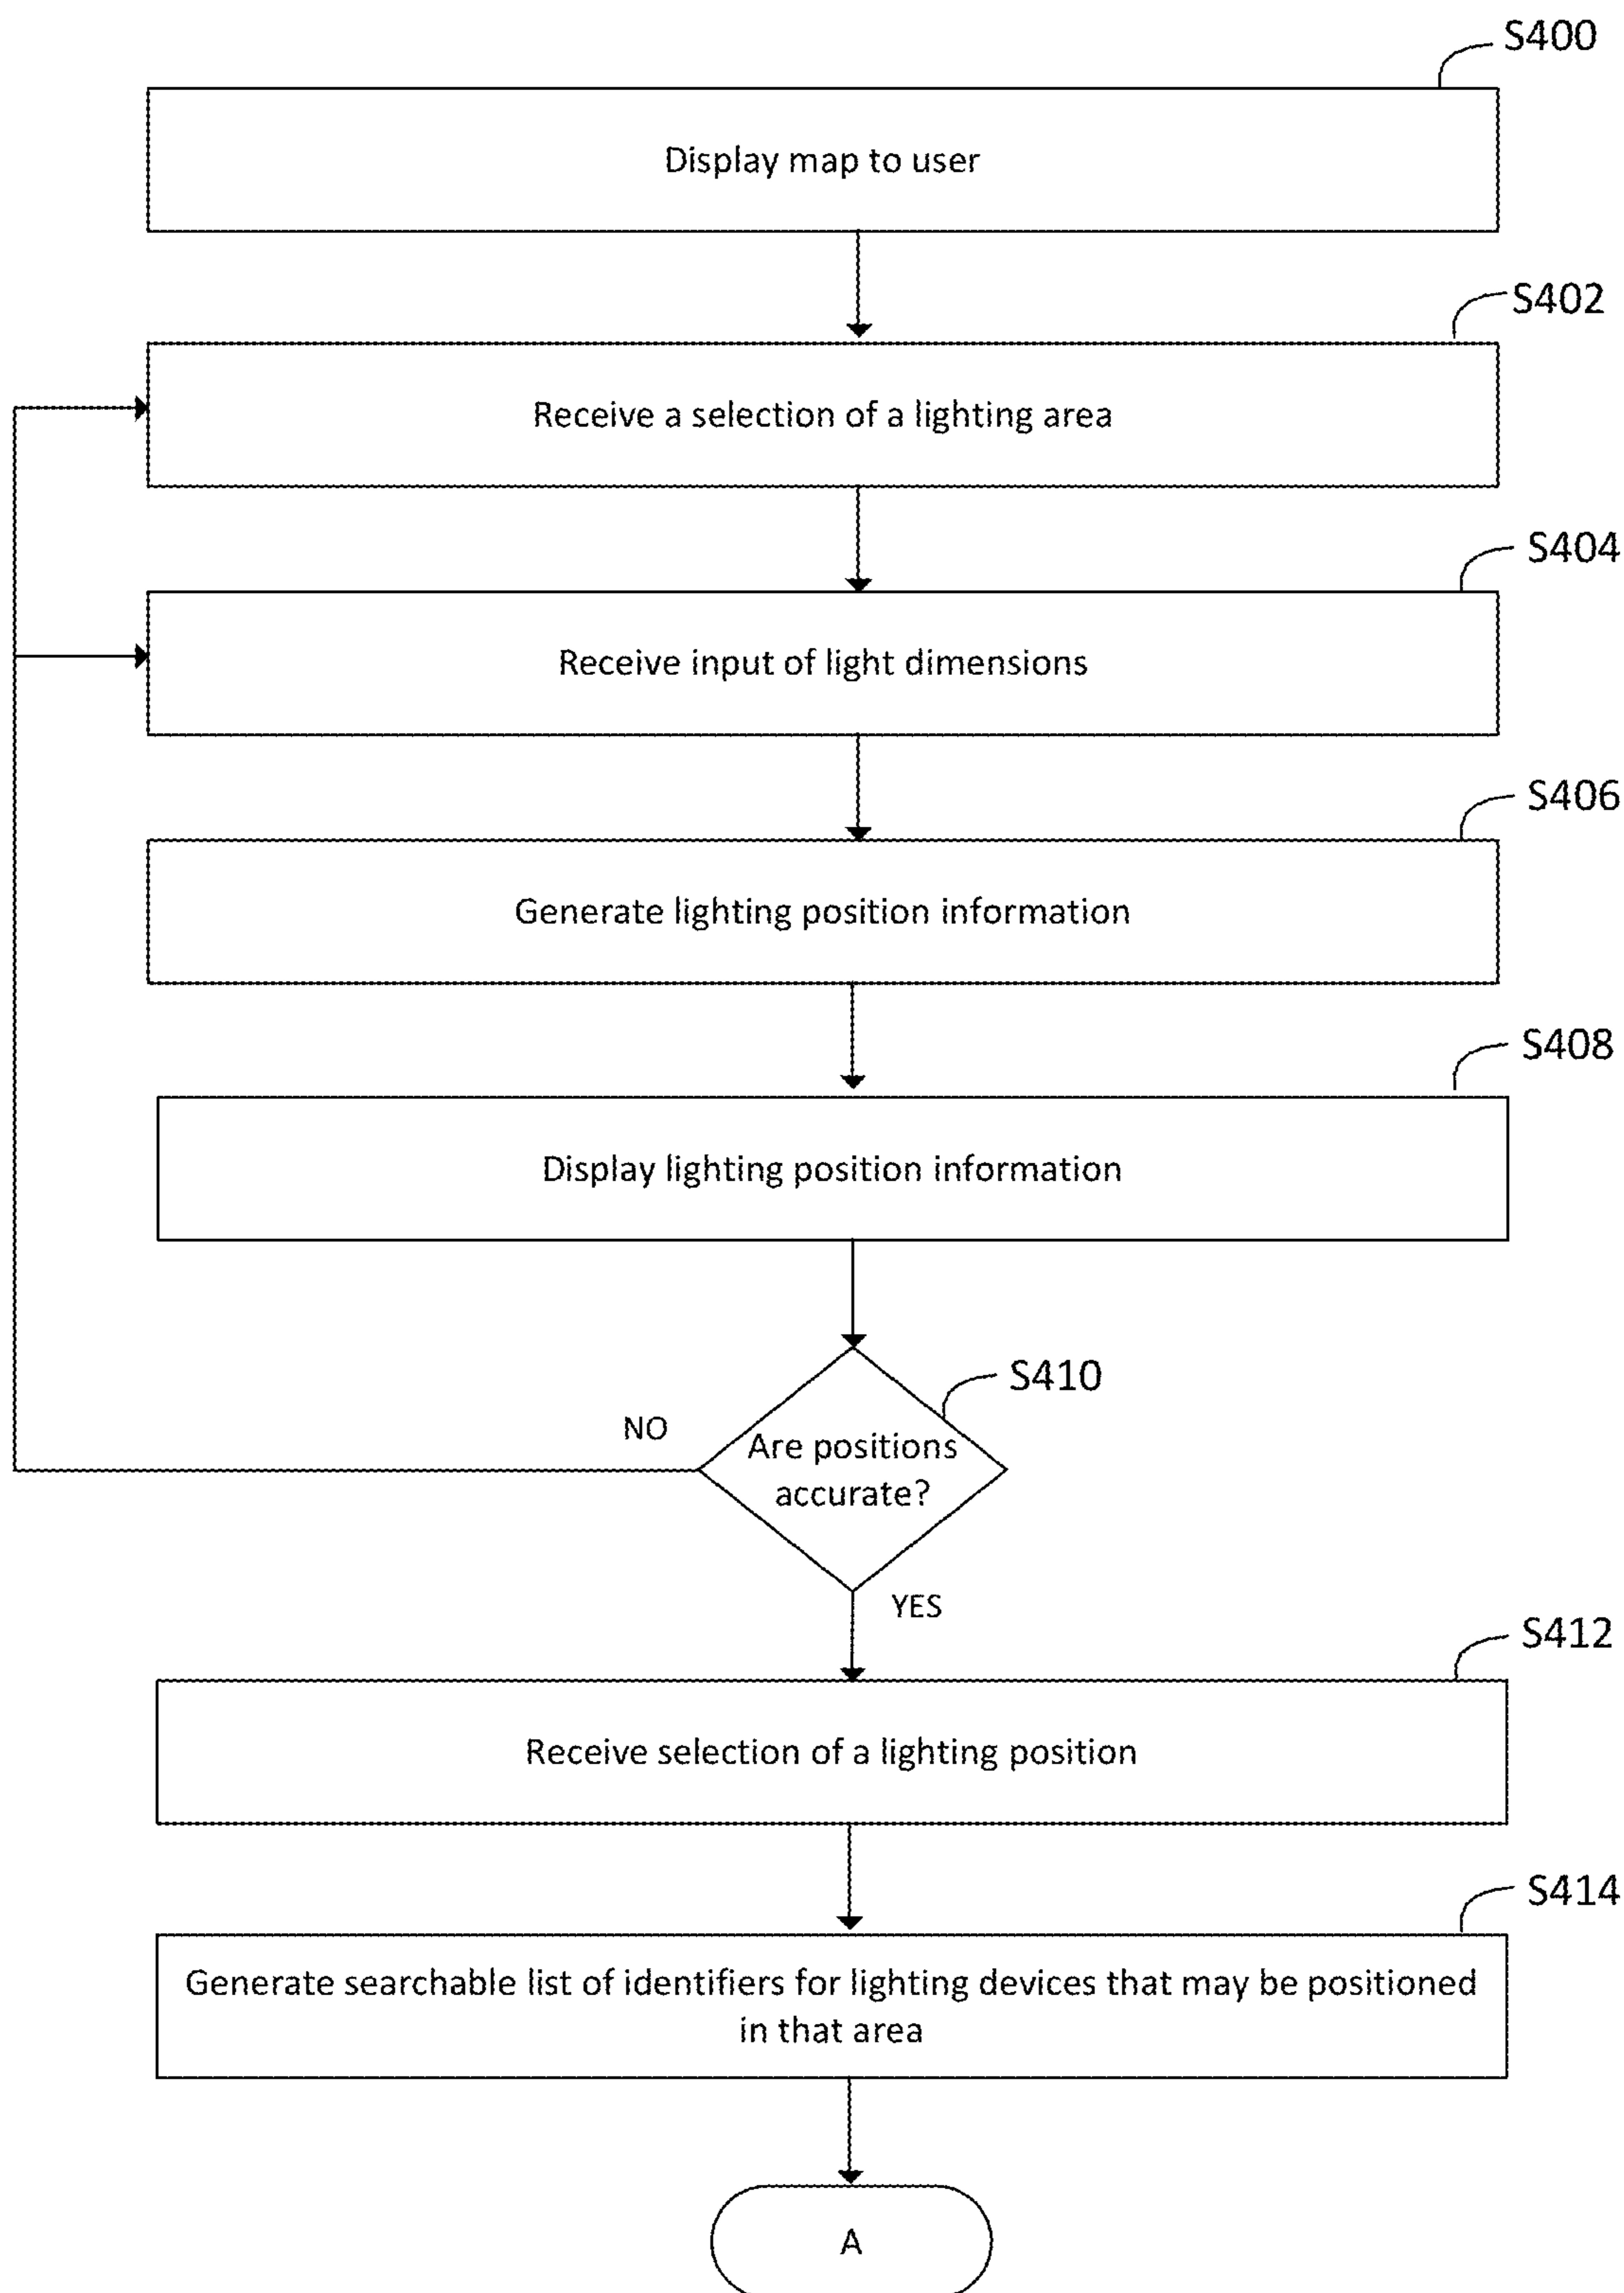 S400
Display map to user
S402
Receive a selection of a lighting area
S404
Receive input of light dimensions
S406
Generate lighting position information
S408
Display lighting position information
S410
NO
Are positions
accurate?
YES
S412
Receive selection of a lighting position
S414
Generate searchable list of identifiers for lighting devices that may be positioned
in that area
A